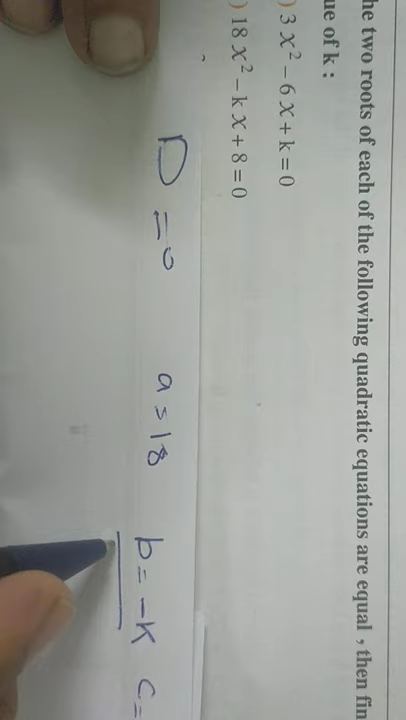 he two roots of each of the following quadratic equations are equal , then fin
ue of k :
) 3 x² – 6 x + k = 0
) 18 x² – k x + 8 = 0
D = 0 a = 18 b = -k c =